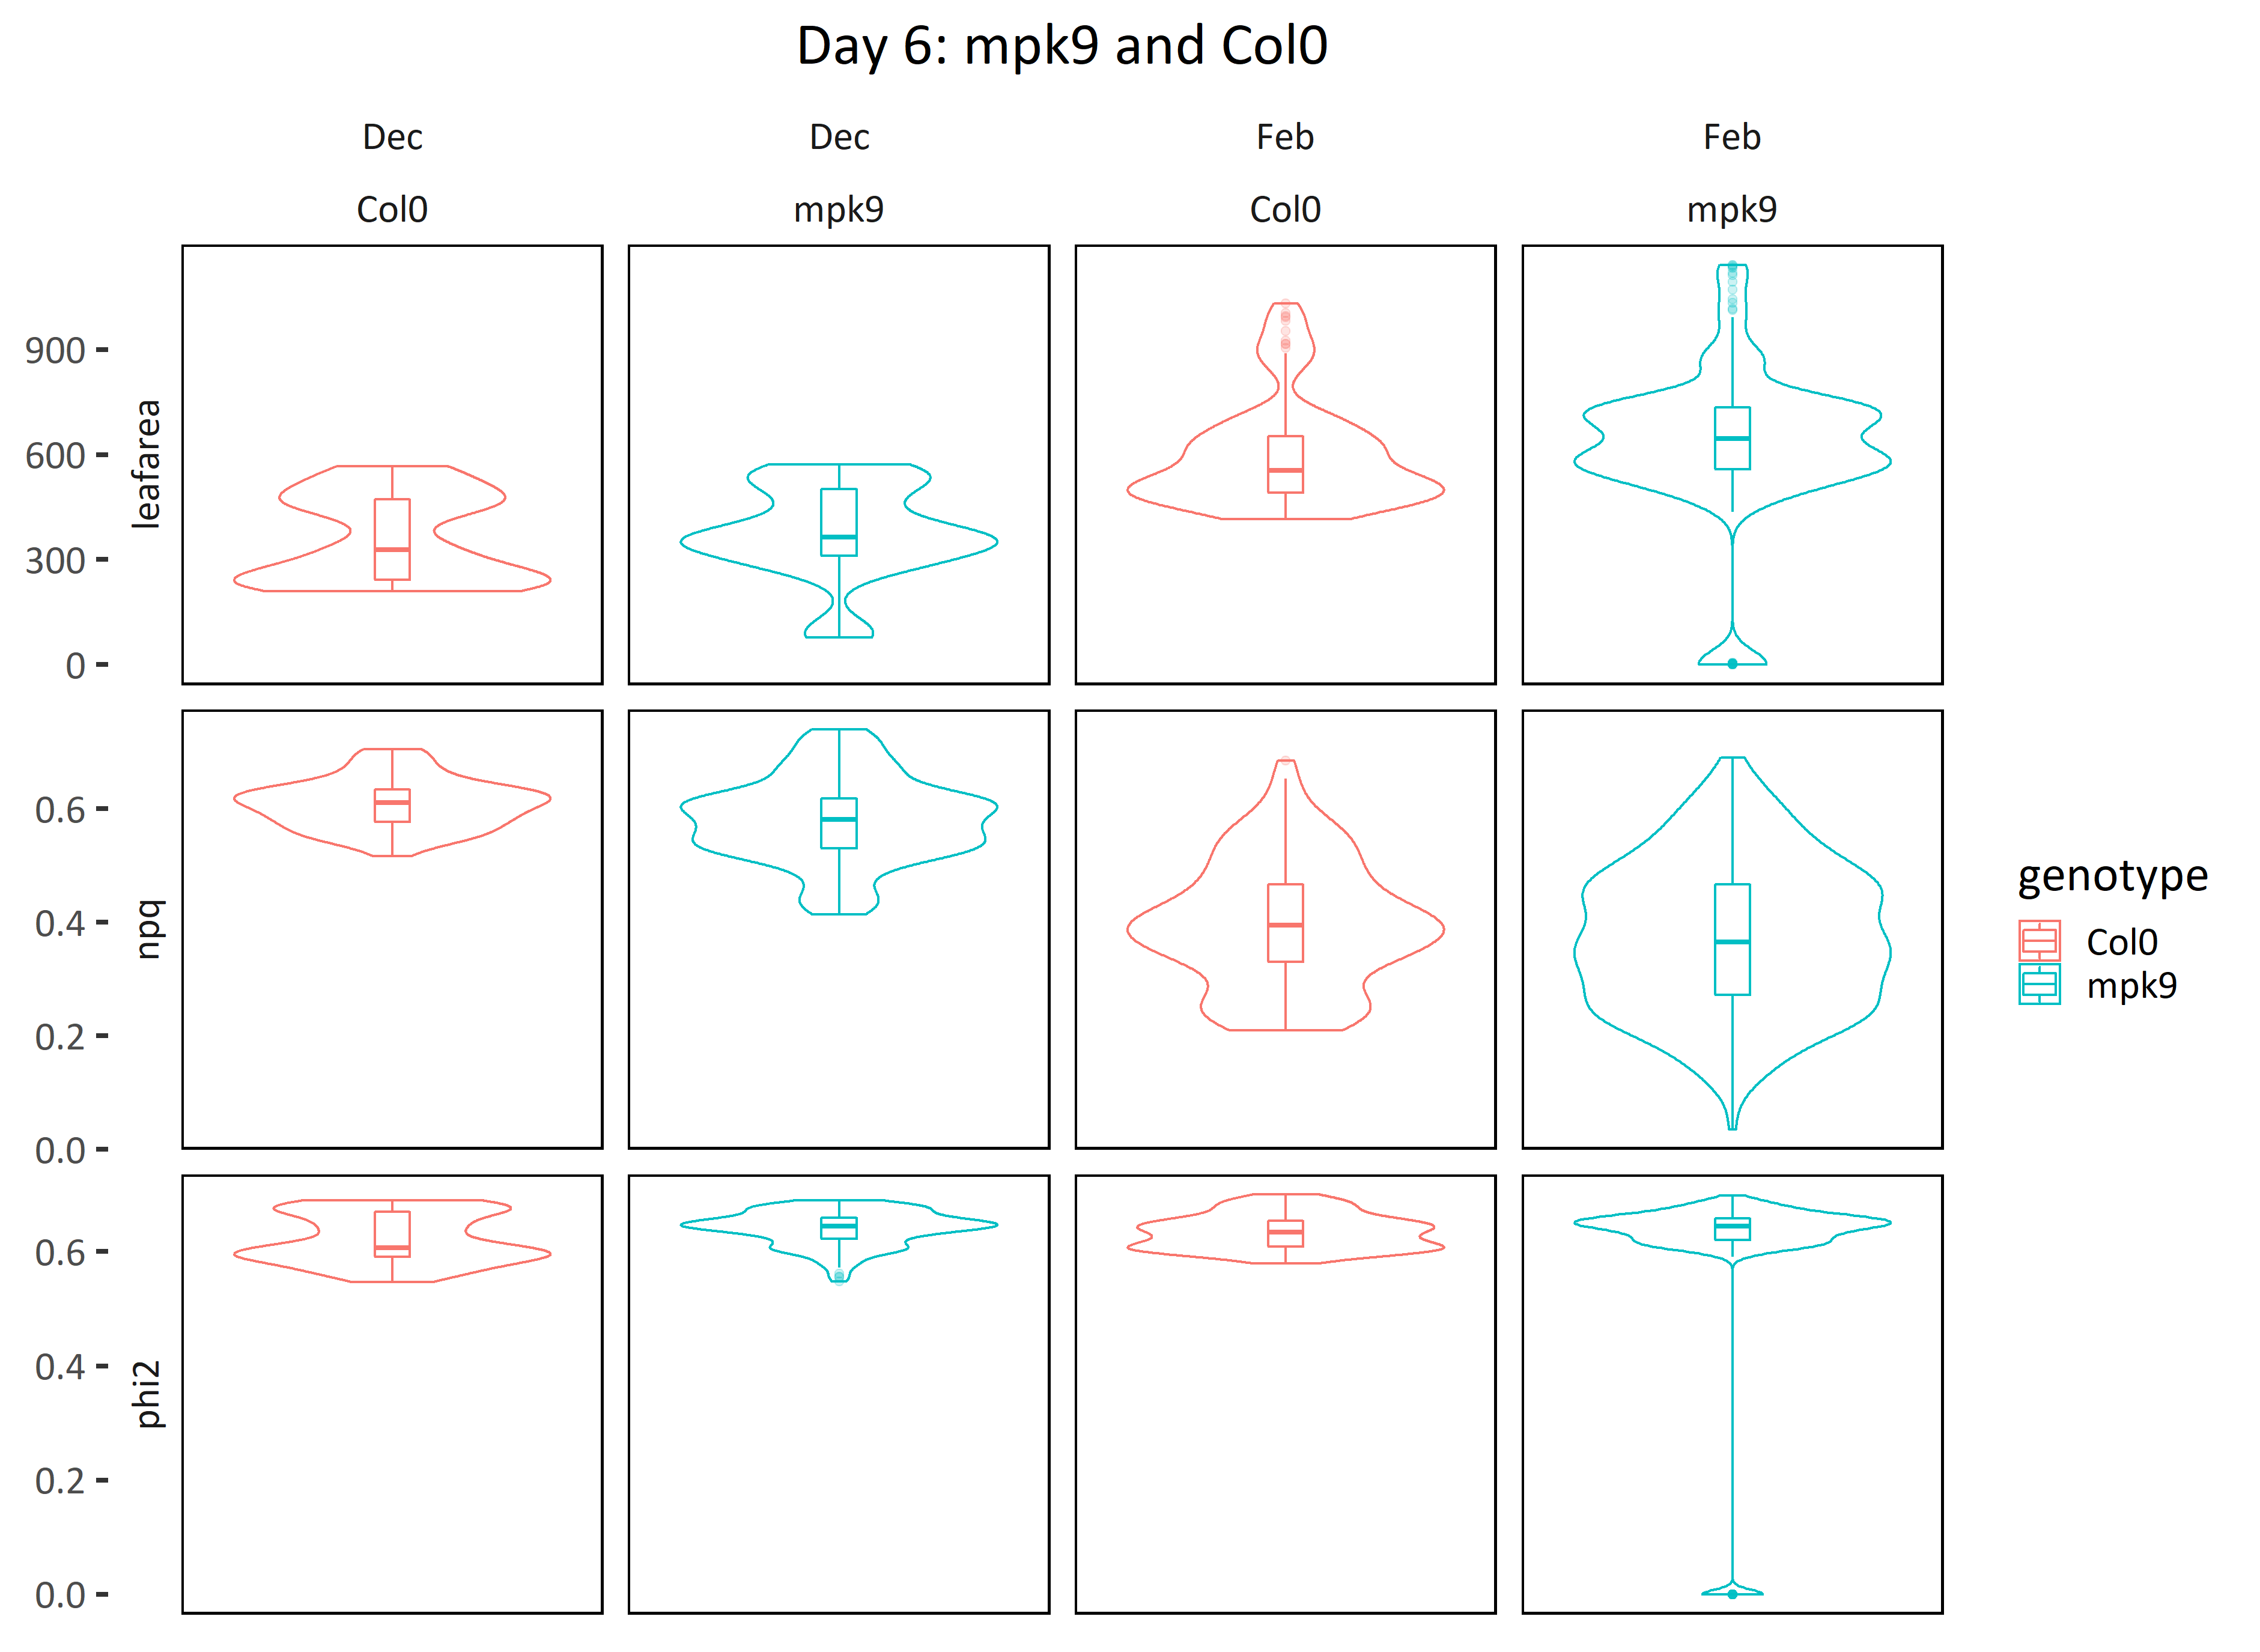 Day 6: mpk9 and Col0
Dec Dec Feb Feb
Col0 mpk9 Col0 mpk9
leafarea
900
600
300
0
npq
0.6
0.4
0.2
0.0
phi2
0.6
0.4
0.2
0.0
genotype
Col0
mpk9